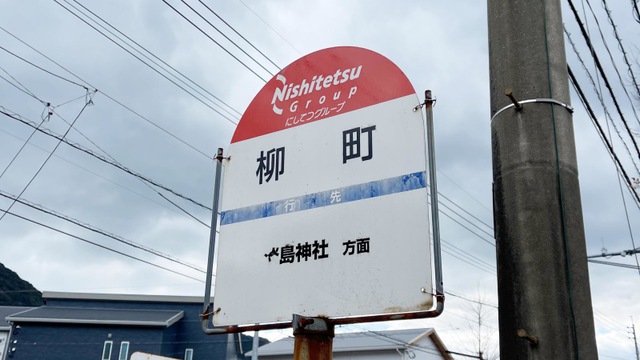 Nishitetsu
Group
にしてつグループ
柳町
行先
島神社 方面